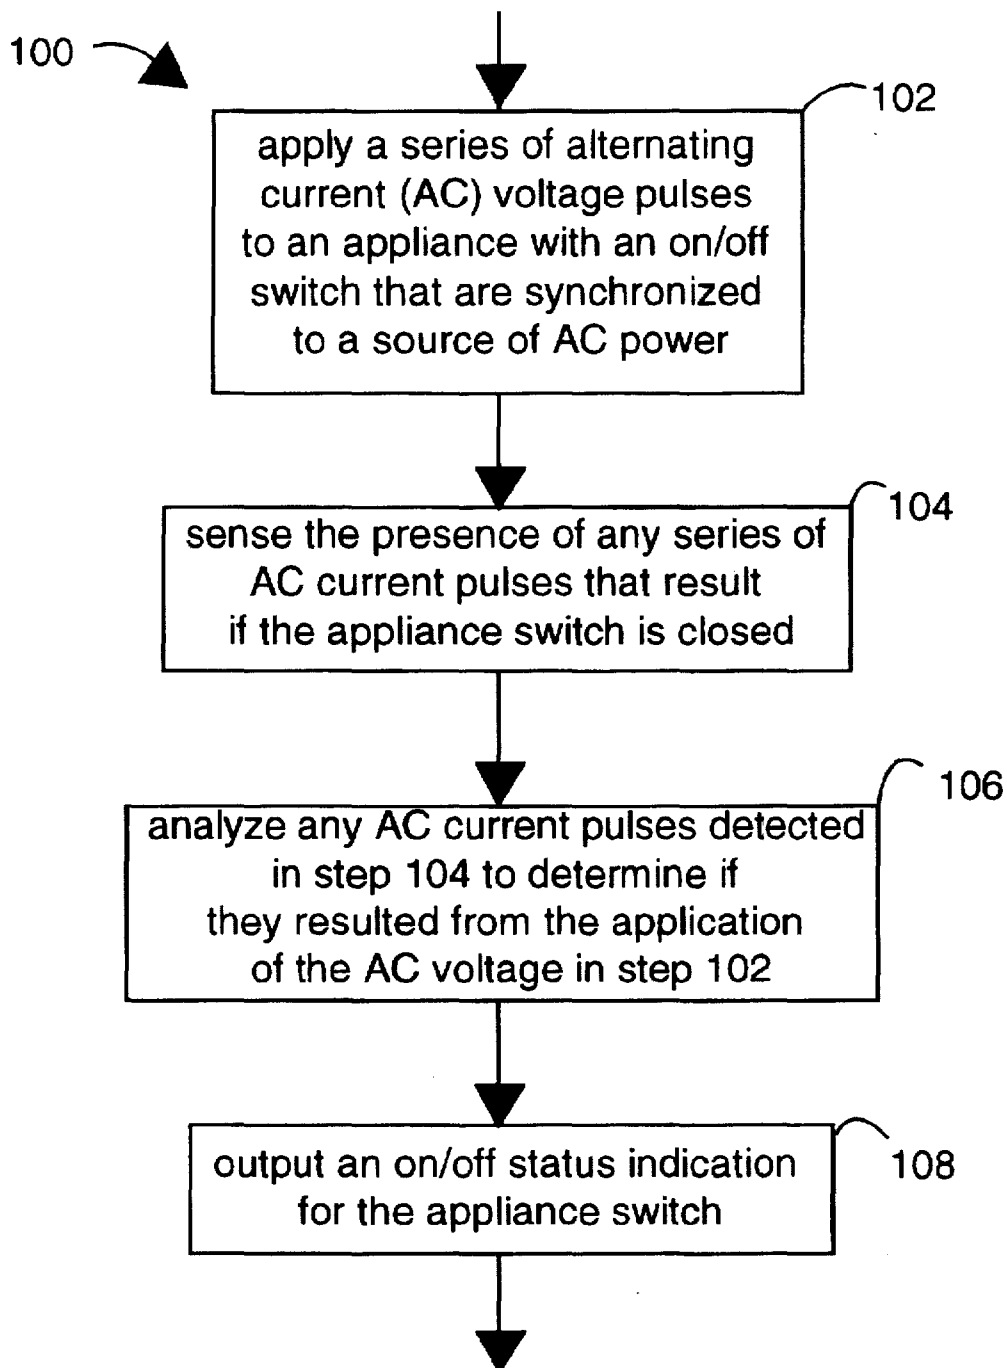 100
102
apply a series of alternating
current (AC) voltage pulses
to an appliance with an on/off
switch that are synchronized
to a source of AC power
104
sense the presence of any series of
AC current pulses that result
if the appliance switch is closed
106
analyze any AC current pulses detected
in step 104 to determine if
they resulted from the application
of the AC voltage in step 102
108
output an on/off status indication
for the appliance switch